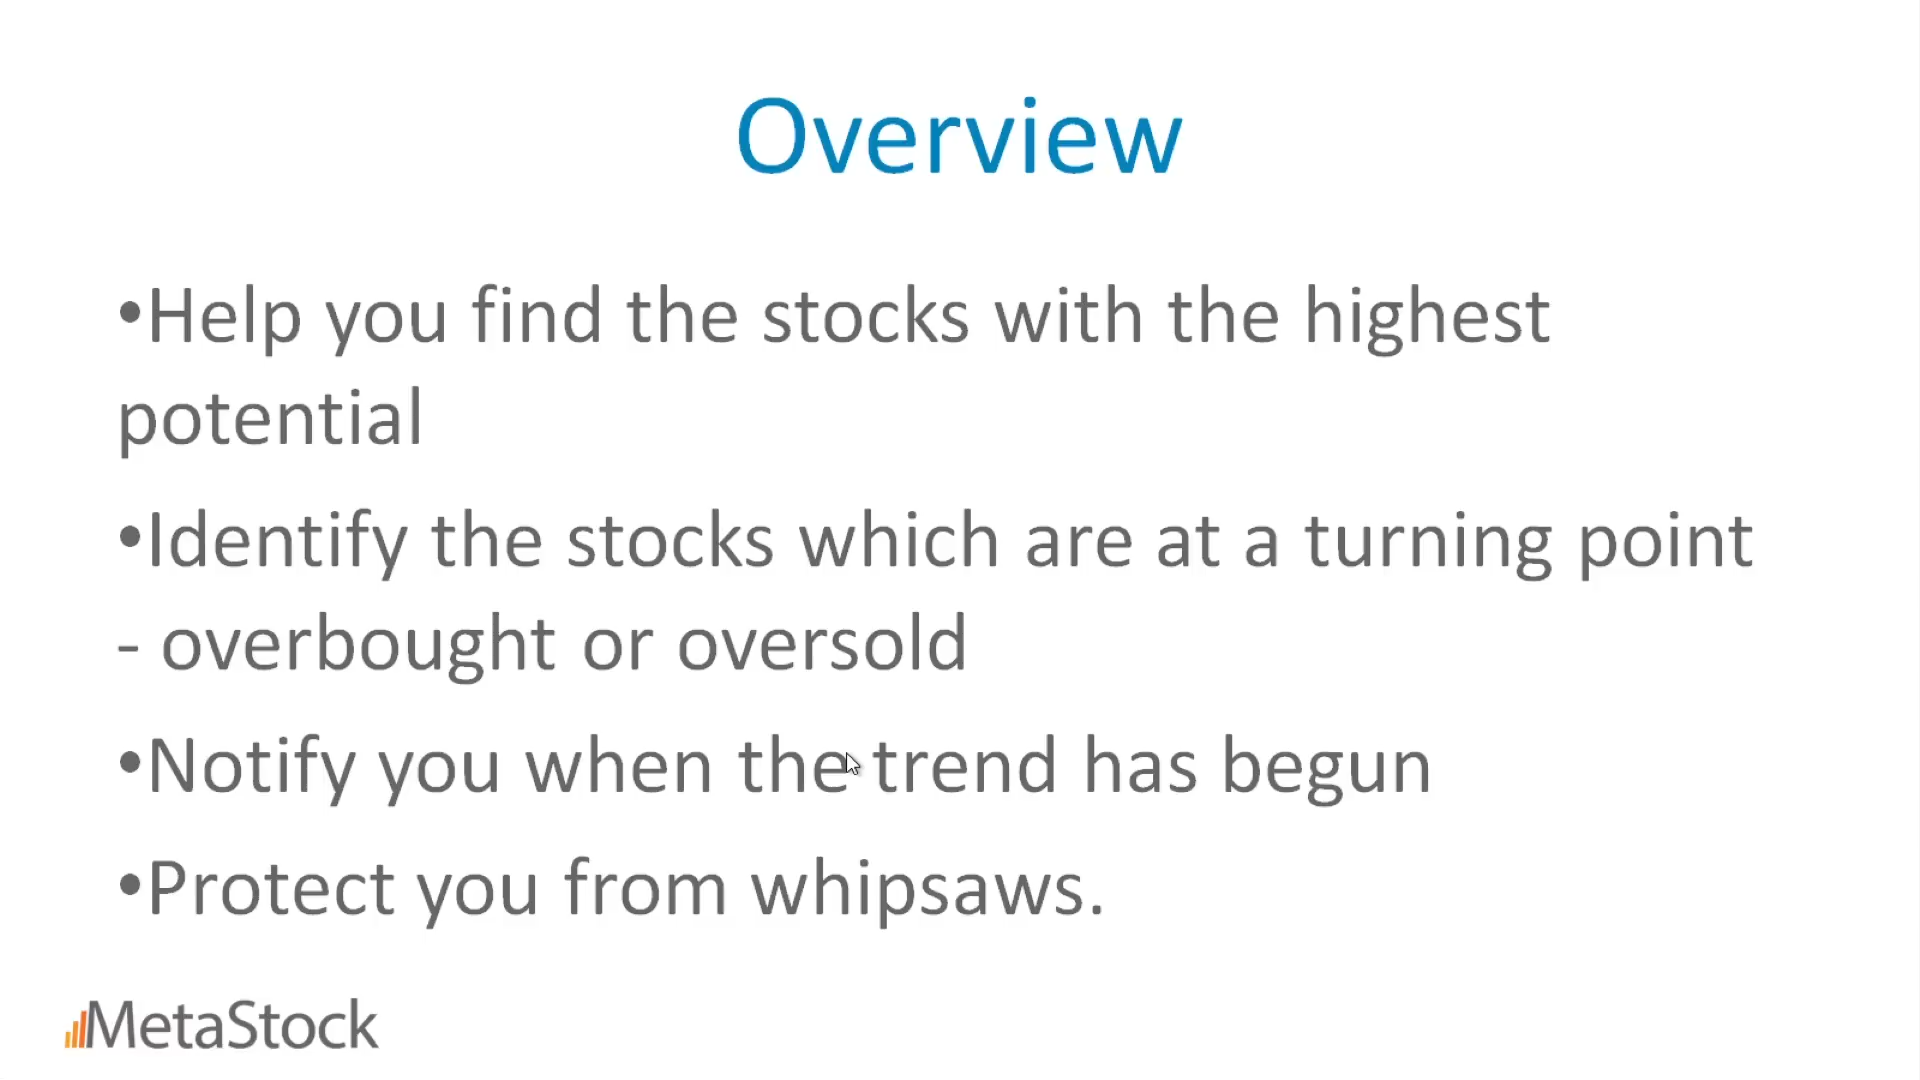 Overview
•Help you find the stocks with the highest
potential
•Identify the stocks which are at a turning point
- overbought or oversold
•Notify you when the trend has begun
•Protect you from whipsaws.
MetaStock